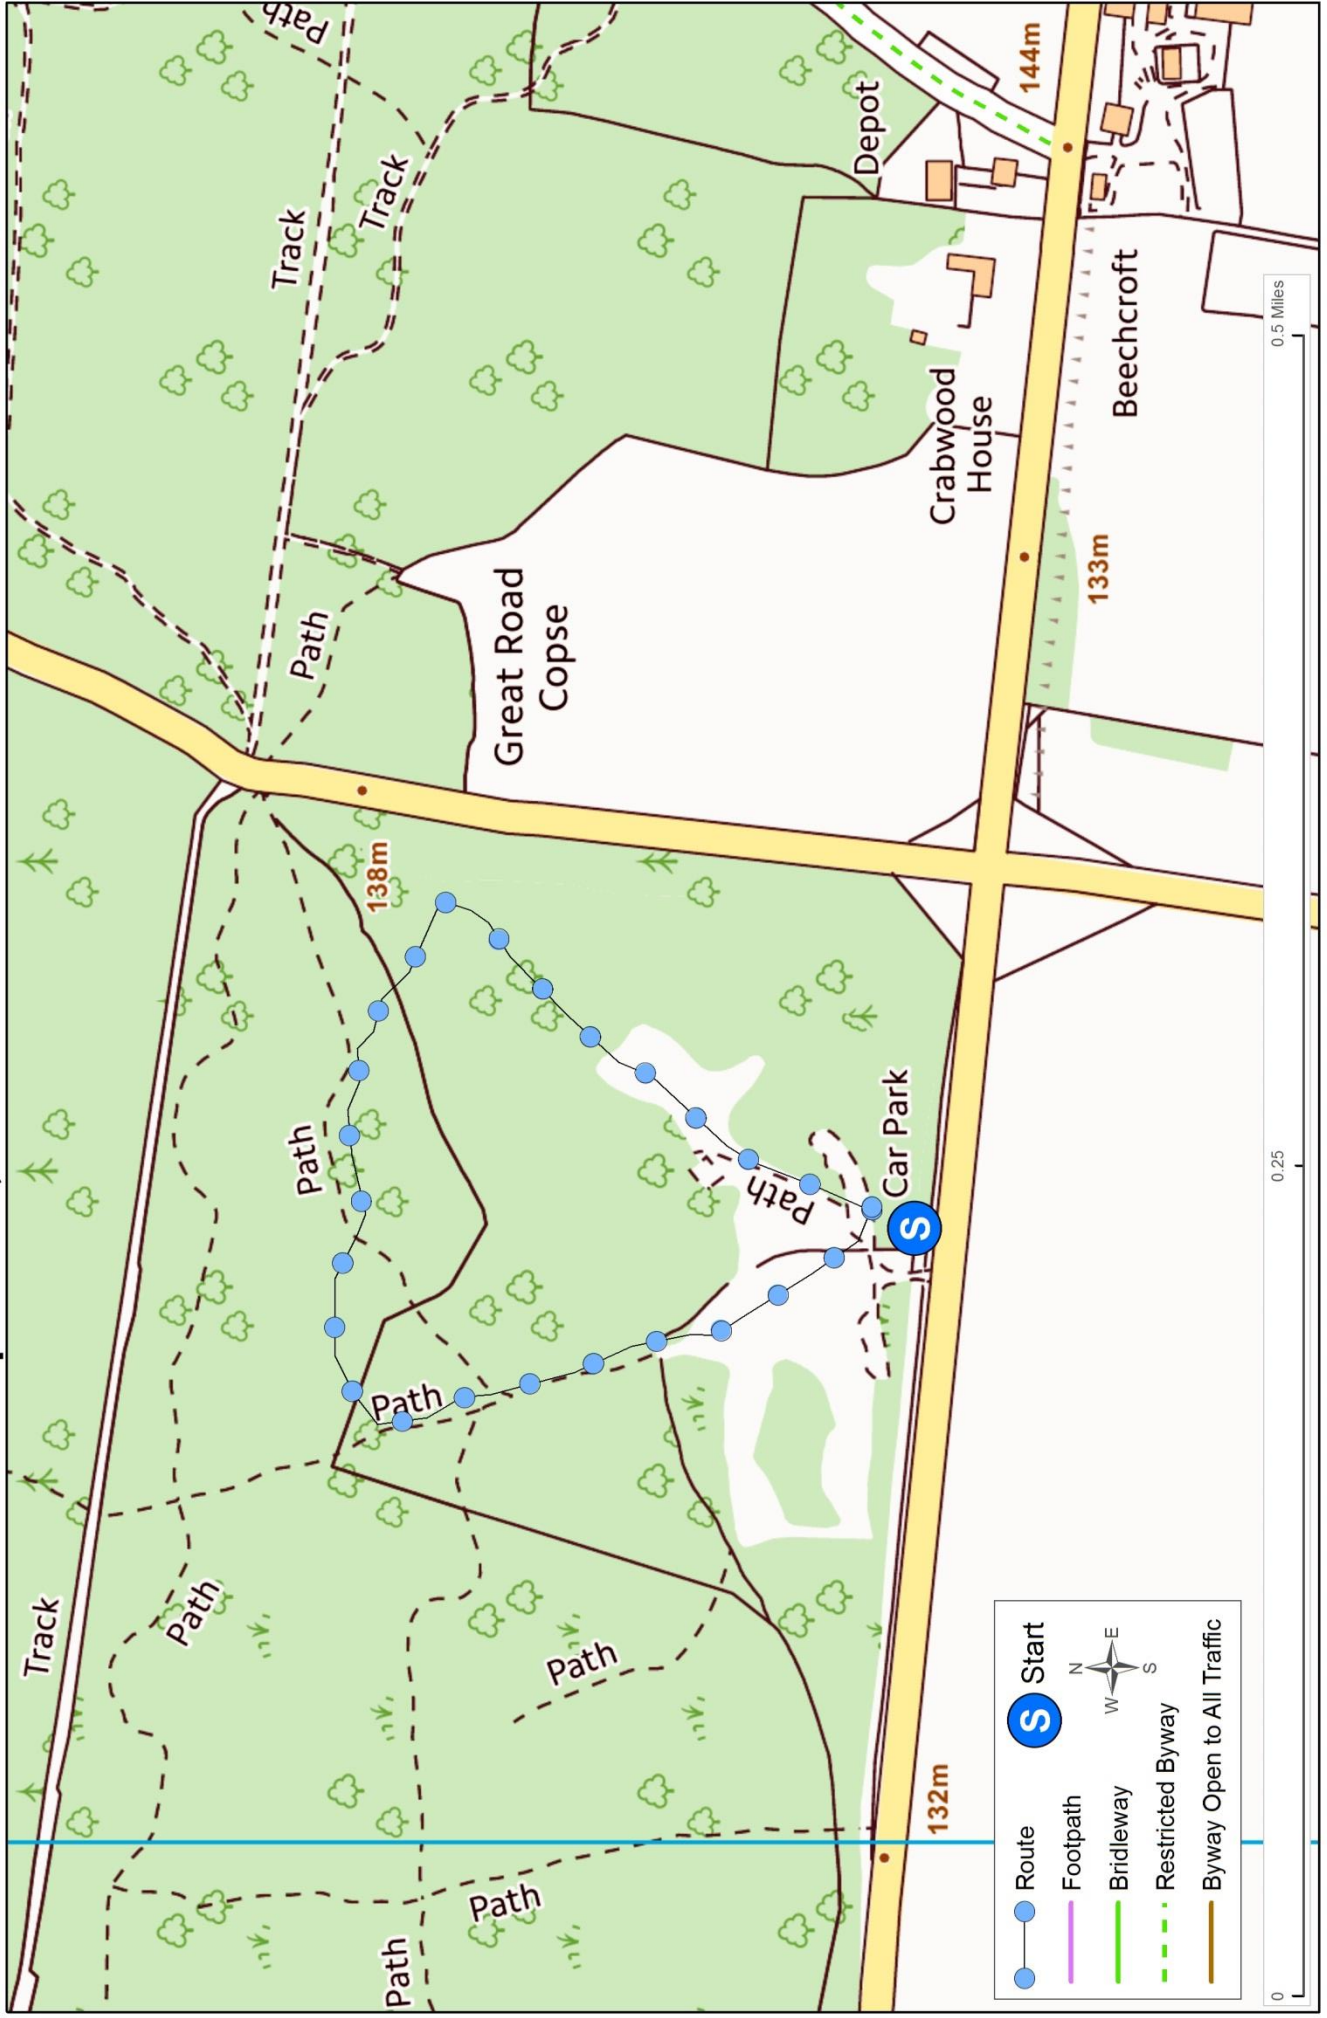 Path
Track
Track
Depot
144m
Path
Great Road
Copse
Crabwood
House
Beechcroft
133m
138m
Path
Path
Car Park
S
Path
Track
Path
Path
Path
Path
132m
Route
S Start
Footpath
Bridleway
Restricted Byway
Byway Open to All Traffic
N
W E
S
0 0.25 0.5 Miles